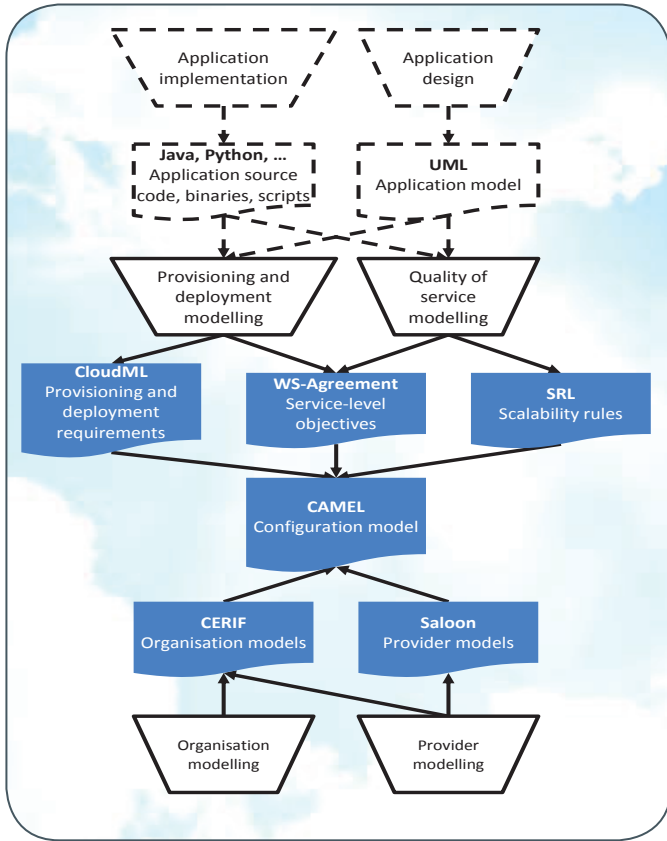 Application
implementation
Application
design
Java, Python, ...
Application source
code, binaries, scripts
UML
Application model
Provisioning and
deployment
modelling
Quality of
service
modelling
CloudML
Provisioning and
deployment
requirements
WS-Agreement
Service-level
objectives
SRL
Scalability rules
CAMEL
Configuration model
CERIF
Organisation models
Saloon
Provider models
Organisation
modelling
Provider
modelling